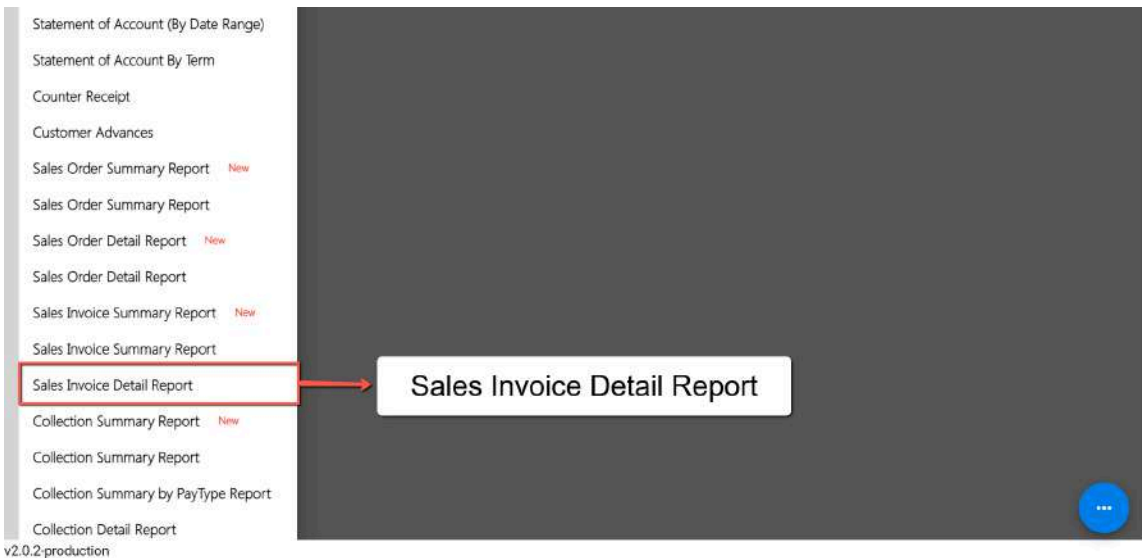 Statement of Account (By Date Range)
Statement of Account By Term
Counter Receipt
Customer Advances
Sales Order Summary Report New
Sales Order Summary Report
Sales Order Detail Report New
Sales Order Detail Report
Sales Invoice Summary Report New
Sales Invoice Summary Report
Sales Invoice Detail Report
Sales Invoice Detail Report
Collection Summary Report New
Collection Summary Report
Collection Summary by PayType Report
Collection Detail Report
v2.0.2-production